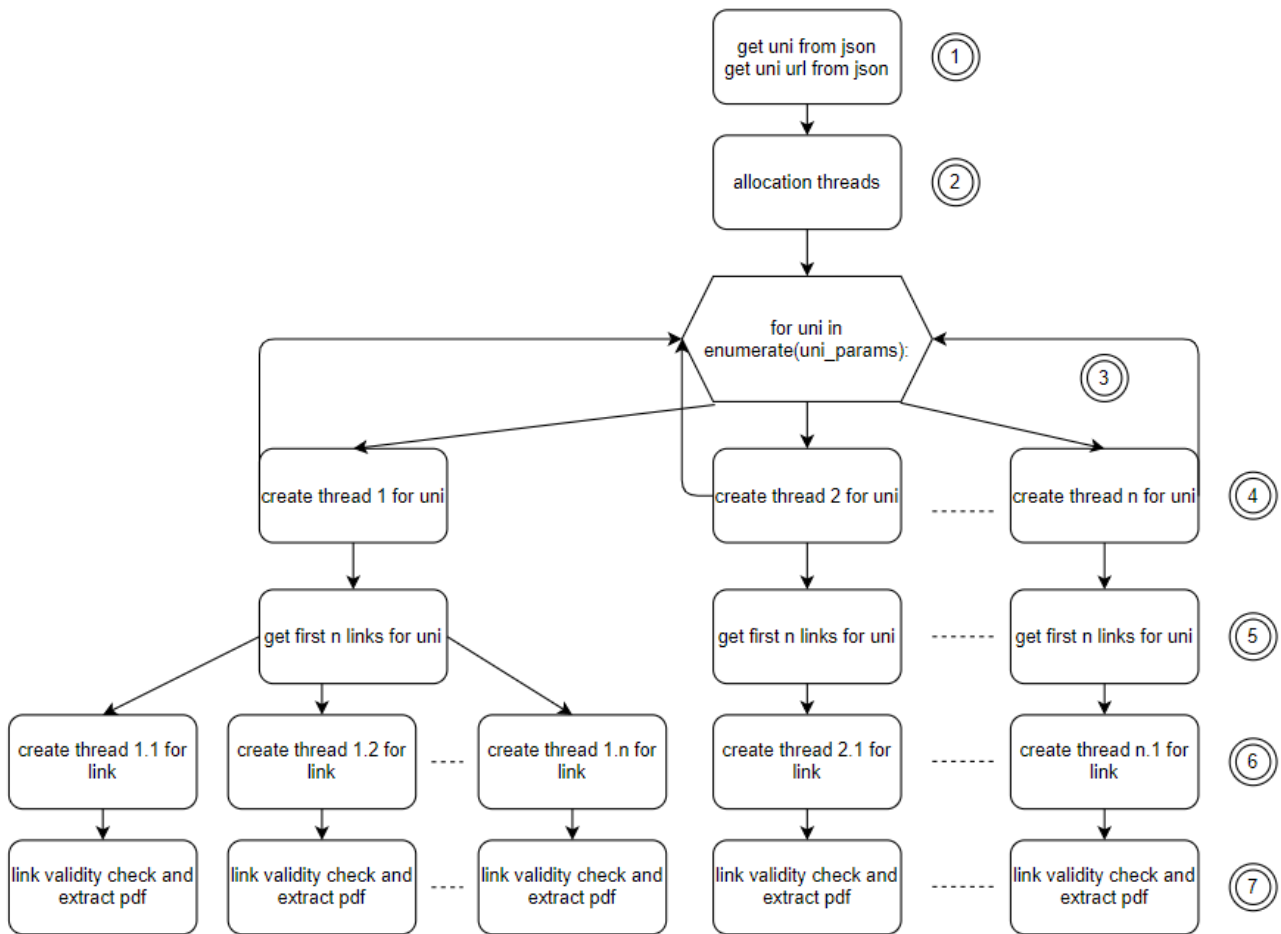 get uni from json
get uni url from json
1
allocation threads
2
for uni in
enumerate(uni_params):
3
create thread 1 for uni
create thread 2 for uni
create thread n for uni
4
get first n links for uni
get first n links for uni
get first n links for uni
5
create thread 1.1 for
link
create thread 1.2 for
link
create thread 1.n for
link
create thread 2.1 for
link
create thread n.1 for
link
6
link validity check and
extract pdf
link validity check and
extract pdf
link validity check and
extract pdf
link validity check and
extract pdf
link validity check and
extract pdf
7